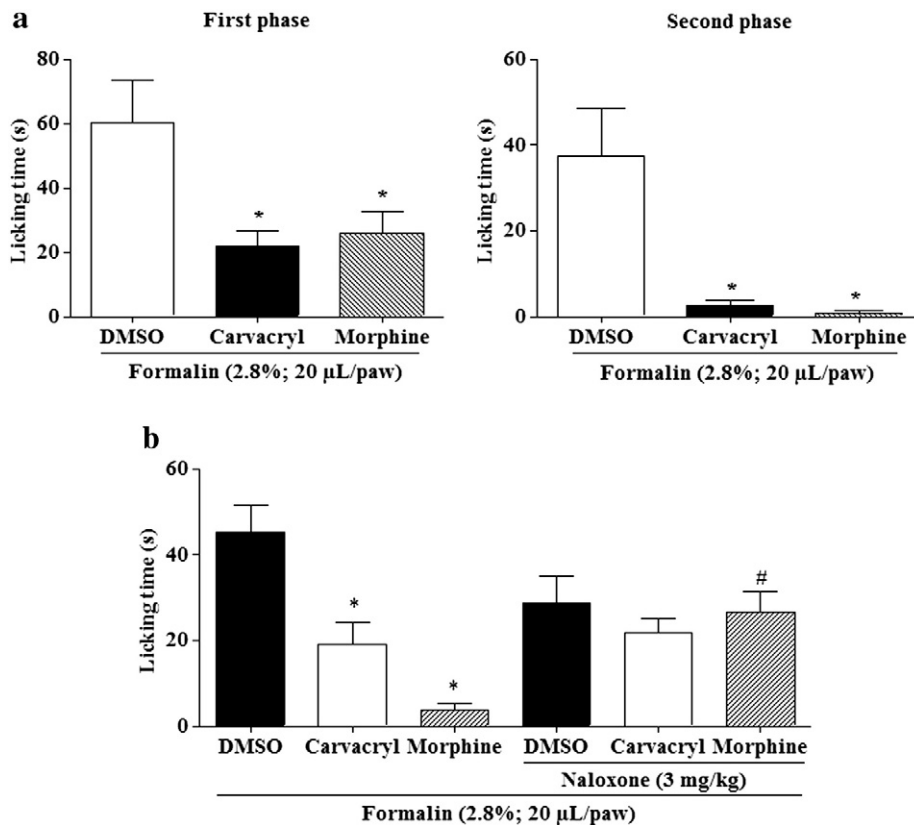 a
First phase
Second phase
Licking time (s)
80
60
40
20
0
*
*
DMSO Carvacryl Morphine
Formalin (2.8%; 20 µL/paw)
Licking time (s)
60
40
20
0
*
*
DMSO Carvacryl Morphine
Formalin (2.8%; 20 µL/paw)
b
Licking time (s)
60
40
20
0
*
*
#
DMSO Carvacryl Morphine DMSO Carvacryl Morphine
Naloxone (3 mg/kg)
Formalin (2.8%; 20 µL/paw)